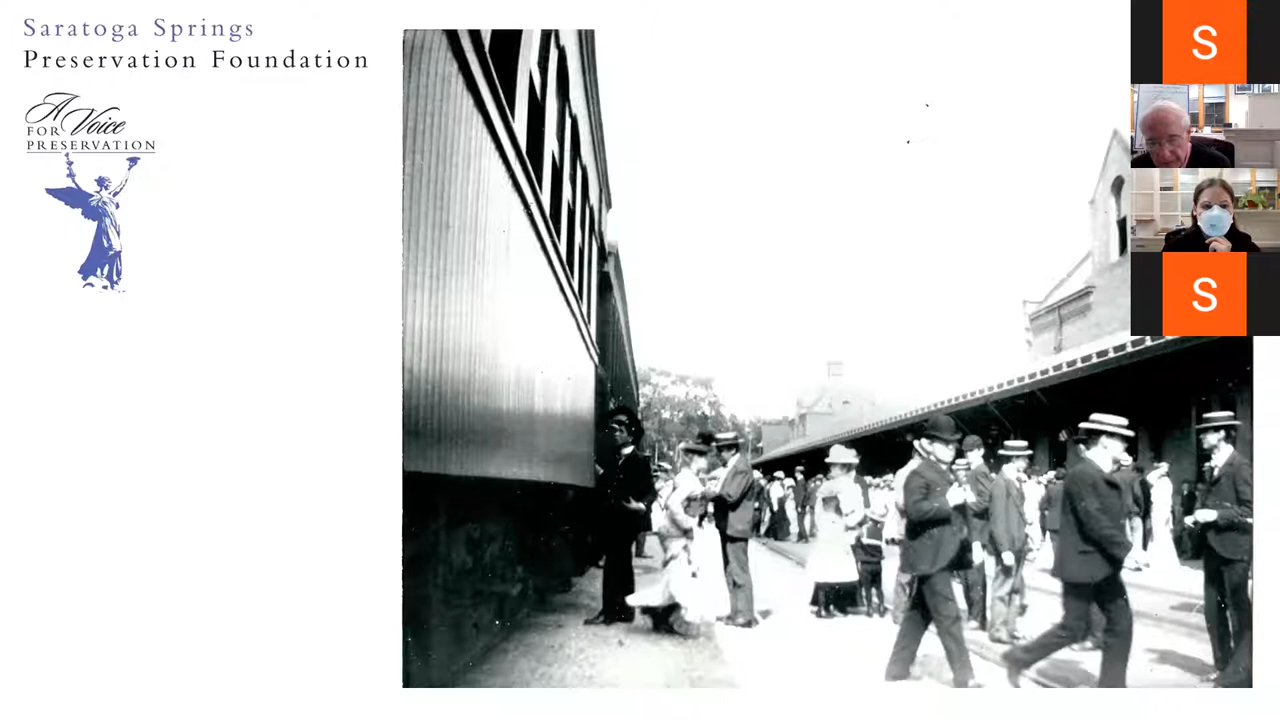 Saratoga Springs
Preservation Foundation
A Voice
FOR
PRESERVATION
S
S